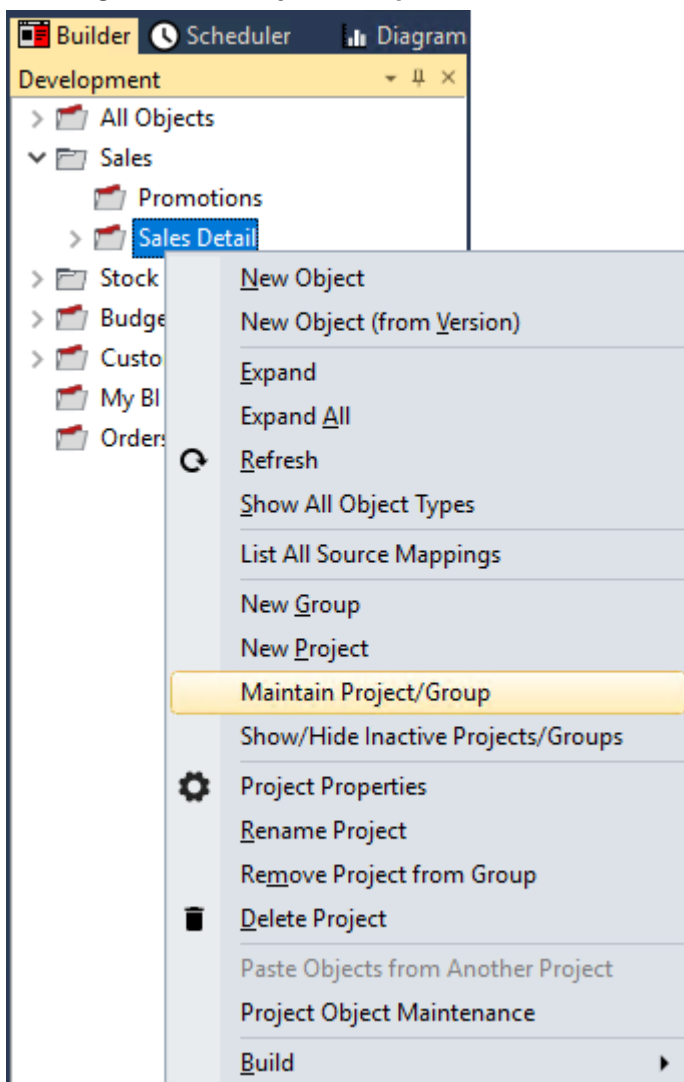 Builder Scheduler Diagram
Development
All Objects
Sales
Promotions
Sales Detail
Stock
Budge
Custo
My BI
Orders
New Object
New Object (from Version)
Expand
Expand All
Refresh
Show All Object Types
List All Source Mappings
New Group
New Project
Maintain Project/Group
Show/Hide Inactive Projects/Groups
Project Properties
Rename Project
Remove Project from Group
Delete Project
Paste Objects from Another Project
Project Object Maintenance
Build